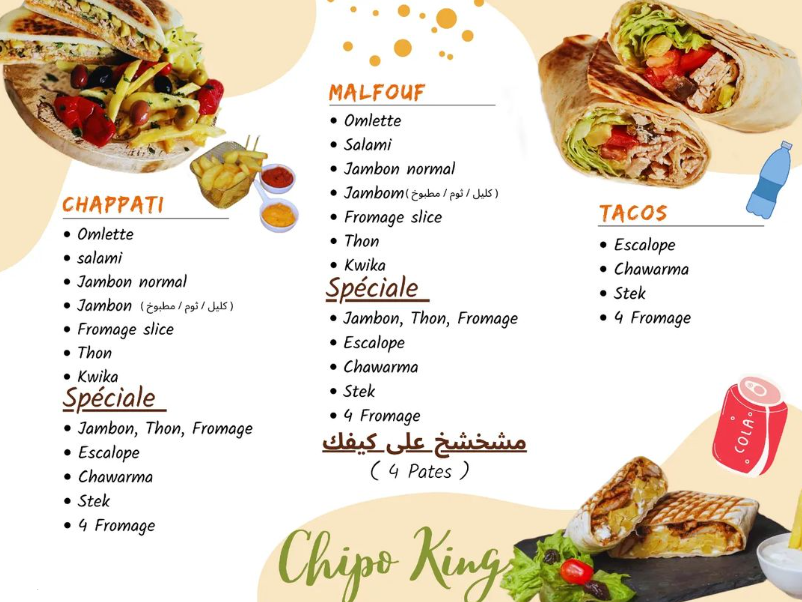 CHAPPATI
Omlette
salami
Jambon normal
Jambon (كليل / ثوم / مطبوخ)
Fromage slice
Thon
Kwika
Spéciale
Jambon, Thon, Fromage
Escalope
Chawarma
Stek
4 Fromage
MALFOUF
Omlette
Salami
Jambon normal
Jambom (كليل / ثوم / مطبوخ)
Fromage slice
Thon
Kwika
Spéciale
Jambon, Thon, Fromage
Escalope
Chawarma
Stek
4 Fromage
مشخشخ على كيفك
( 4 Pates )
TACOS
Escalope
Chawarma
Stek
4 Fromage
COLA
Chipo King